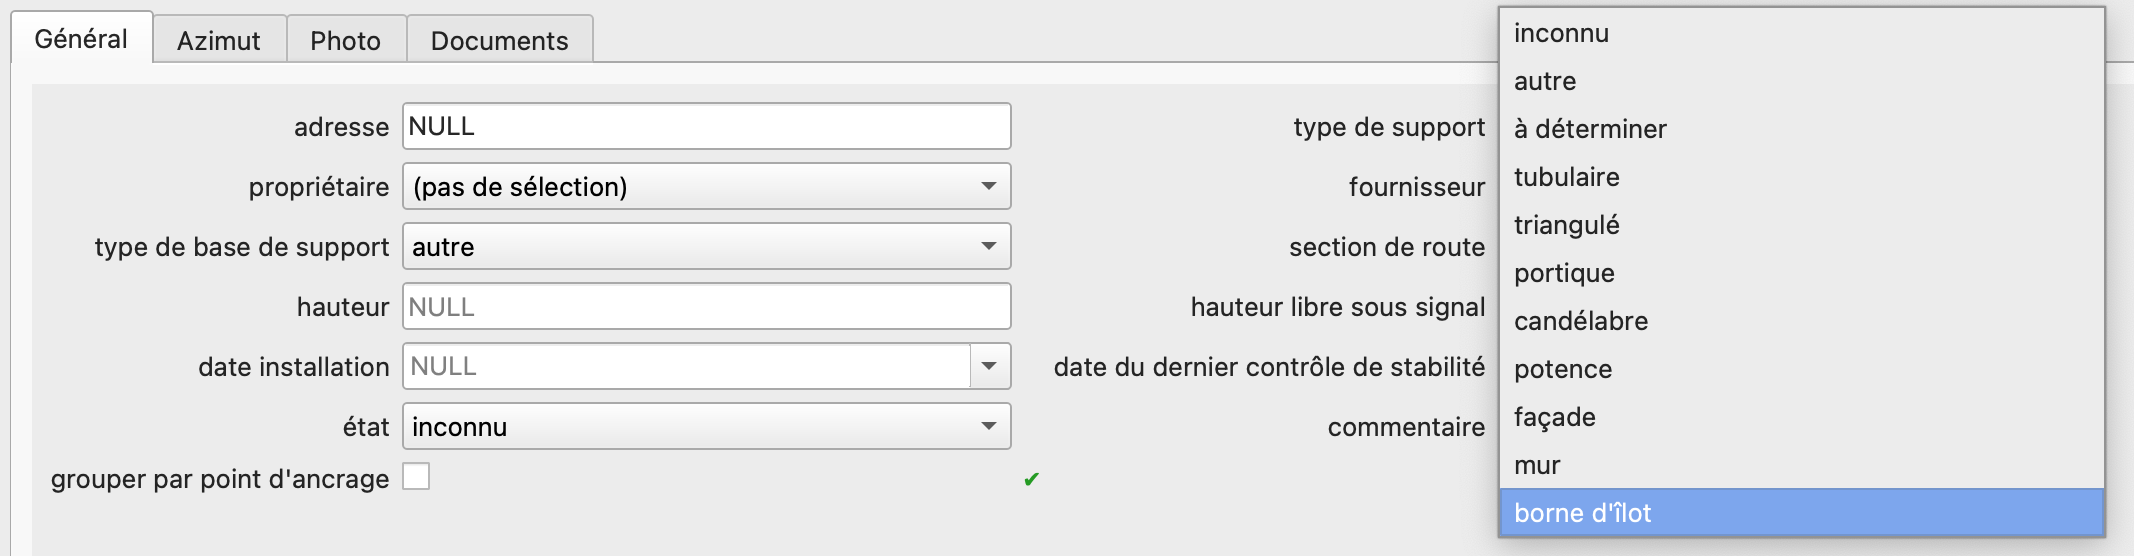 Général
Azimut
Photo
Documents
adresse
NULL
propriétaire
(pas de sélection)
type de base de support
autre
hauteur
NULL
date installation
NULL
état
inconnu
grouper par point d'ancrage
type de support
fournisseur
section de route
hauteur libre sous signal
date du dernier contrôle de stabilité
commentaire
inconnu
autre
à déterminer
tubulaire
triangulé
portique
candélabre
potence
façade
mur
borne d'îlot